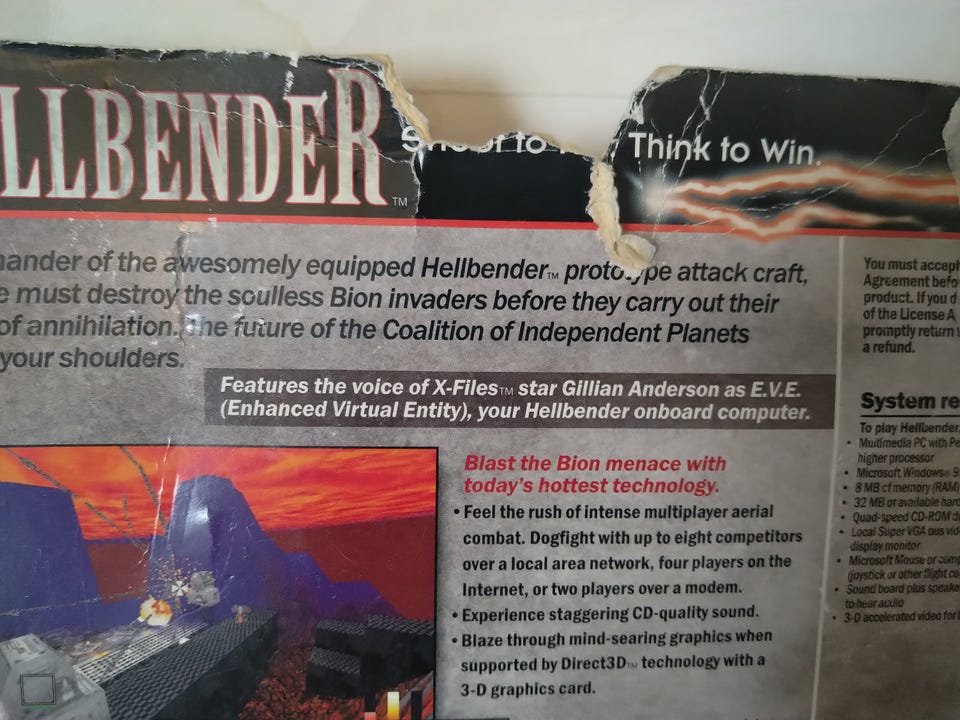 LLBENDER™
Shoot to Think to Win.
ander of the awesomely equipped Hellbender™ prototype attack craft,
e must destroy the soulless Bion invaders before they carry out their
of annihilation. The future of the Coalition of Independent Planets
your shoulders.
Features the voice of X-Files™ star Gillian Anderson as E.V.E.
(Enhanced Virtual Entity), your Hellbender onboard computer.
Blast the Bion menace with
today's hottest technology.
• Feel the rush of intense multiplayer aerial
combat. Dogfight with up to eight competitors
over a local area network, four players on the
Internet, or two players over a modem.
• Experience staggering CD-quality sound.
• Blaze through mind-searing graphics when
supported by Direct3D™ technology with a
3-D graphics card.
You must accept
Agreement befo
product. If you d
of the License A
promptly return
a refund.
System re
To play Hellbender,
• Multimedia PC with Pe
higher processor
• Microsoft Windows® 9
• 8 MB of memory (RAM)
• 32 MB of available hard
• Quad-speed CD-ROM d
• Local Super VGA bus vid
display monitor
• Microsoft Mouse or comp
(joystick or other flight co
• Sound board plus speake
to hear audio
• 3-D accelerated video for